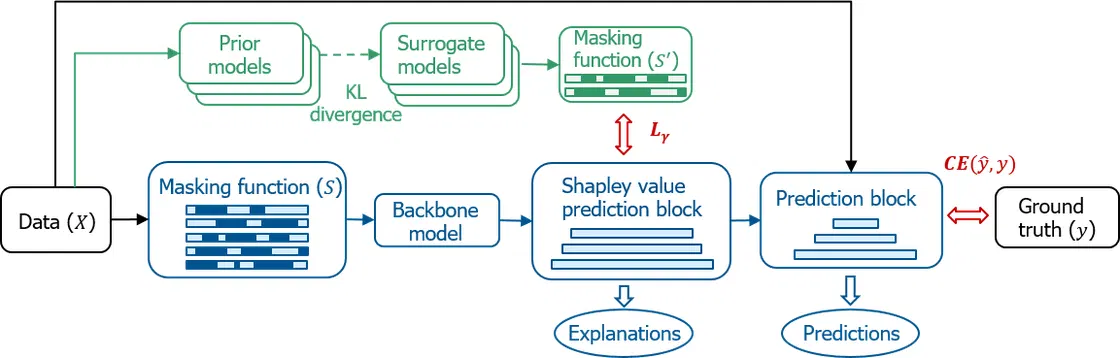 Prior
models
KL
divergence
Surrogate
models
Masking
function (S′)
L_γ
CE(ŷ, y)
Data (X)
Masking function (S)
Backbone
model
Shapley value
prediction block
Prediction block
Ground
truth (y)
Explanations
Predictions